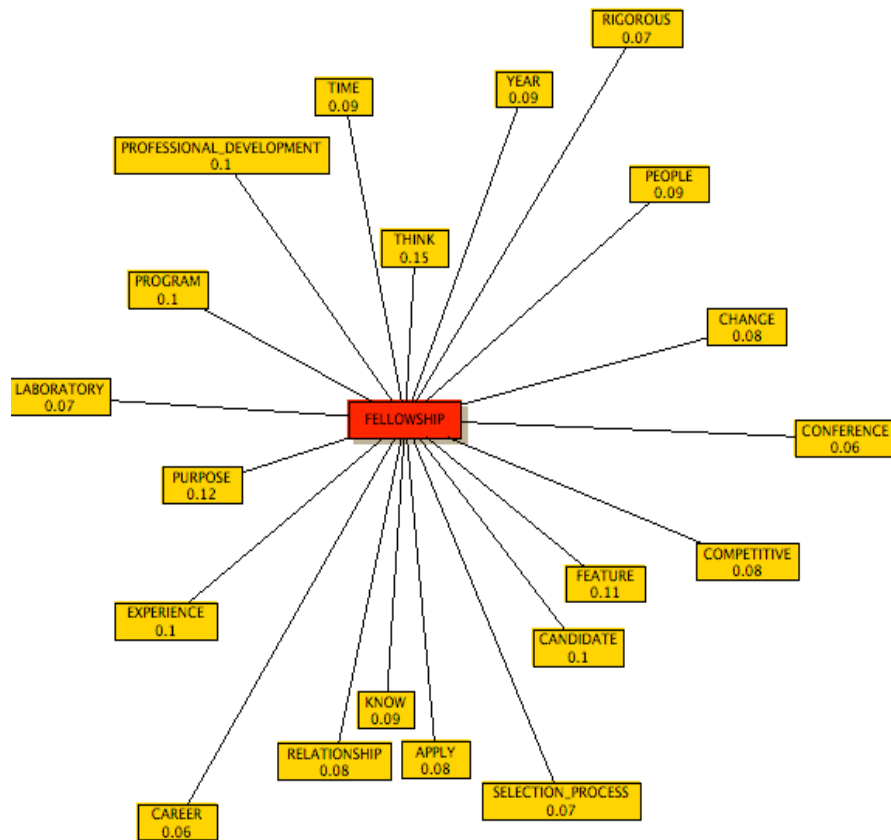 RIGOROUS
0.07
TIME
0.09
YEAR
0.09
PROFESSIONAL_DEVELOPMENT
0.1
PEOPLE
0.09
THINK
0.15
PROGRAM
0.1
CHANGE
0.08
LABORATORY
0.07
FELLOWSHIP
CONFERENCE
0.06
PURPOSE
0.12
COMPETITIVE
0.08
FEATURE
0.11
EXPERIENCE
0.1
CANDIDATE
0.1
KNOW
0.09
RELATIONSHIP
0.08
APPLY
0.08
SELECTION_PROCESS
0.07
CAREER
0.06